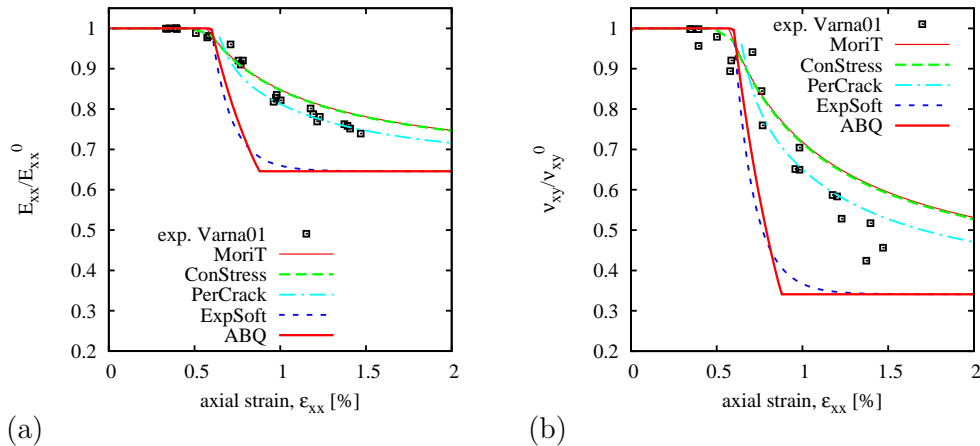 1
0.9
0.8
0.7
0.6
0.5
0.4
0.3
0.2
E_xx/E_xx^0
exp. Varna01
MoriT
ConStress
PerCrack
ExpSoft
ABQ
0 0.5 1 1.5 2
axial strain, ε_xx [%]
(a)
1
0.9
0.8
0.7
0.6
0.5
0.4
0.3
0.2
ν_xy/ν_xy^0
exp. Varna01
MoriT
ConStress
PerCrack
ExpSoft
ABQ
0 0.5 1 1.5 2
axial strain, ε_xx [%]
(b)